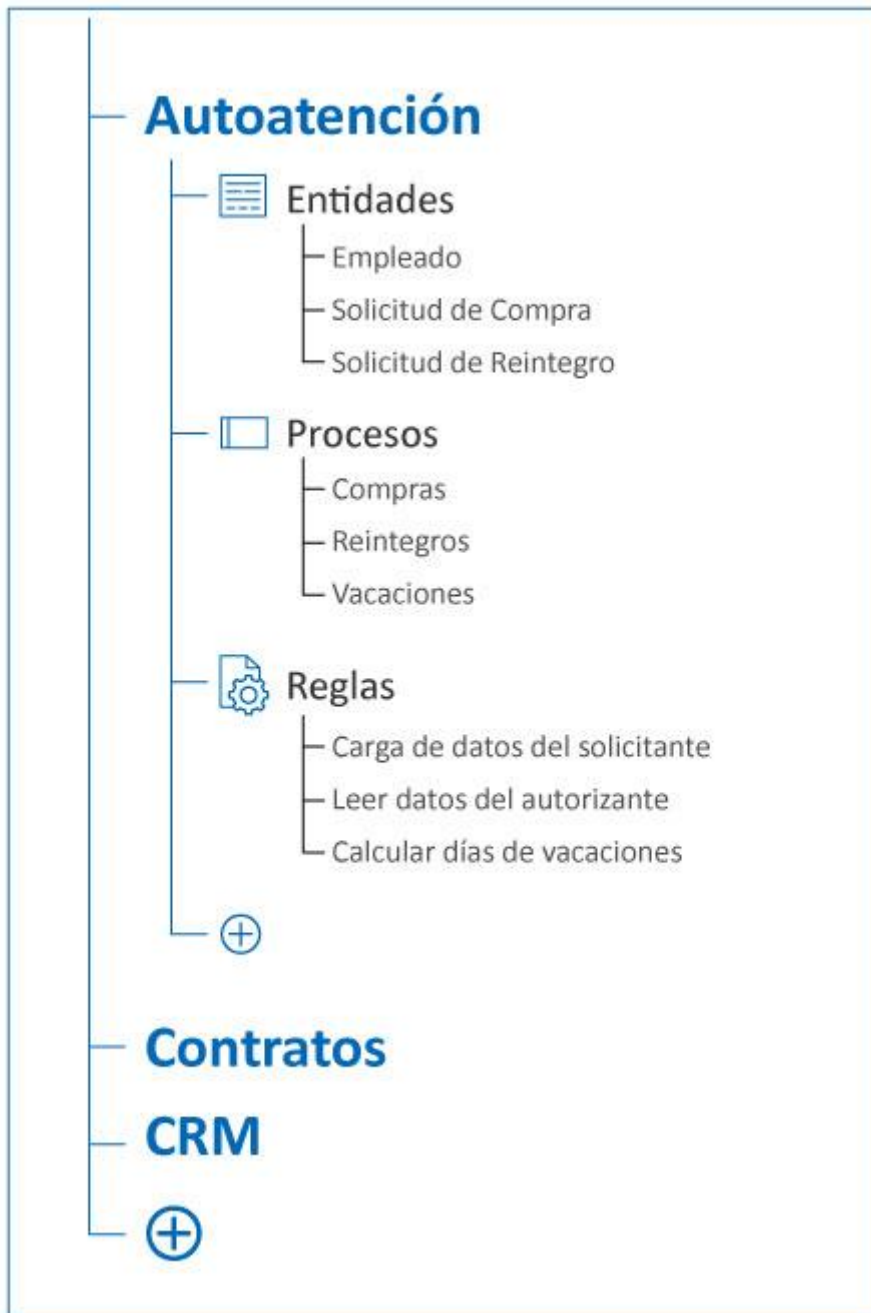 Autoatención
Entidades
Empleado
Solicitud de Compra
Solicitud de Reintegro
Procesos
Compras
Reintegros
Vacaciones
Reglas
Carga de datos del solicitante
Leer datos del autorizante
Calcular días de vacaciones
Contratos
CRM